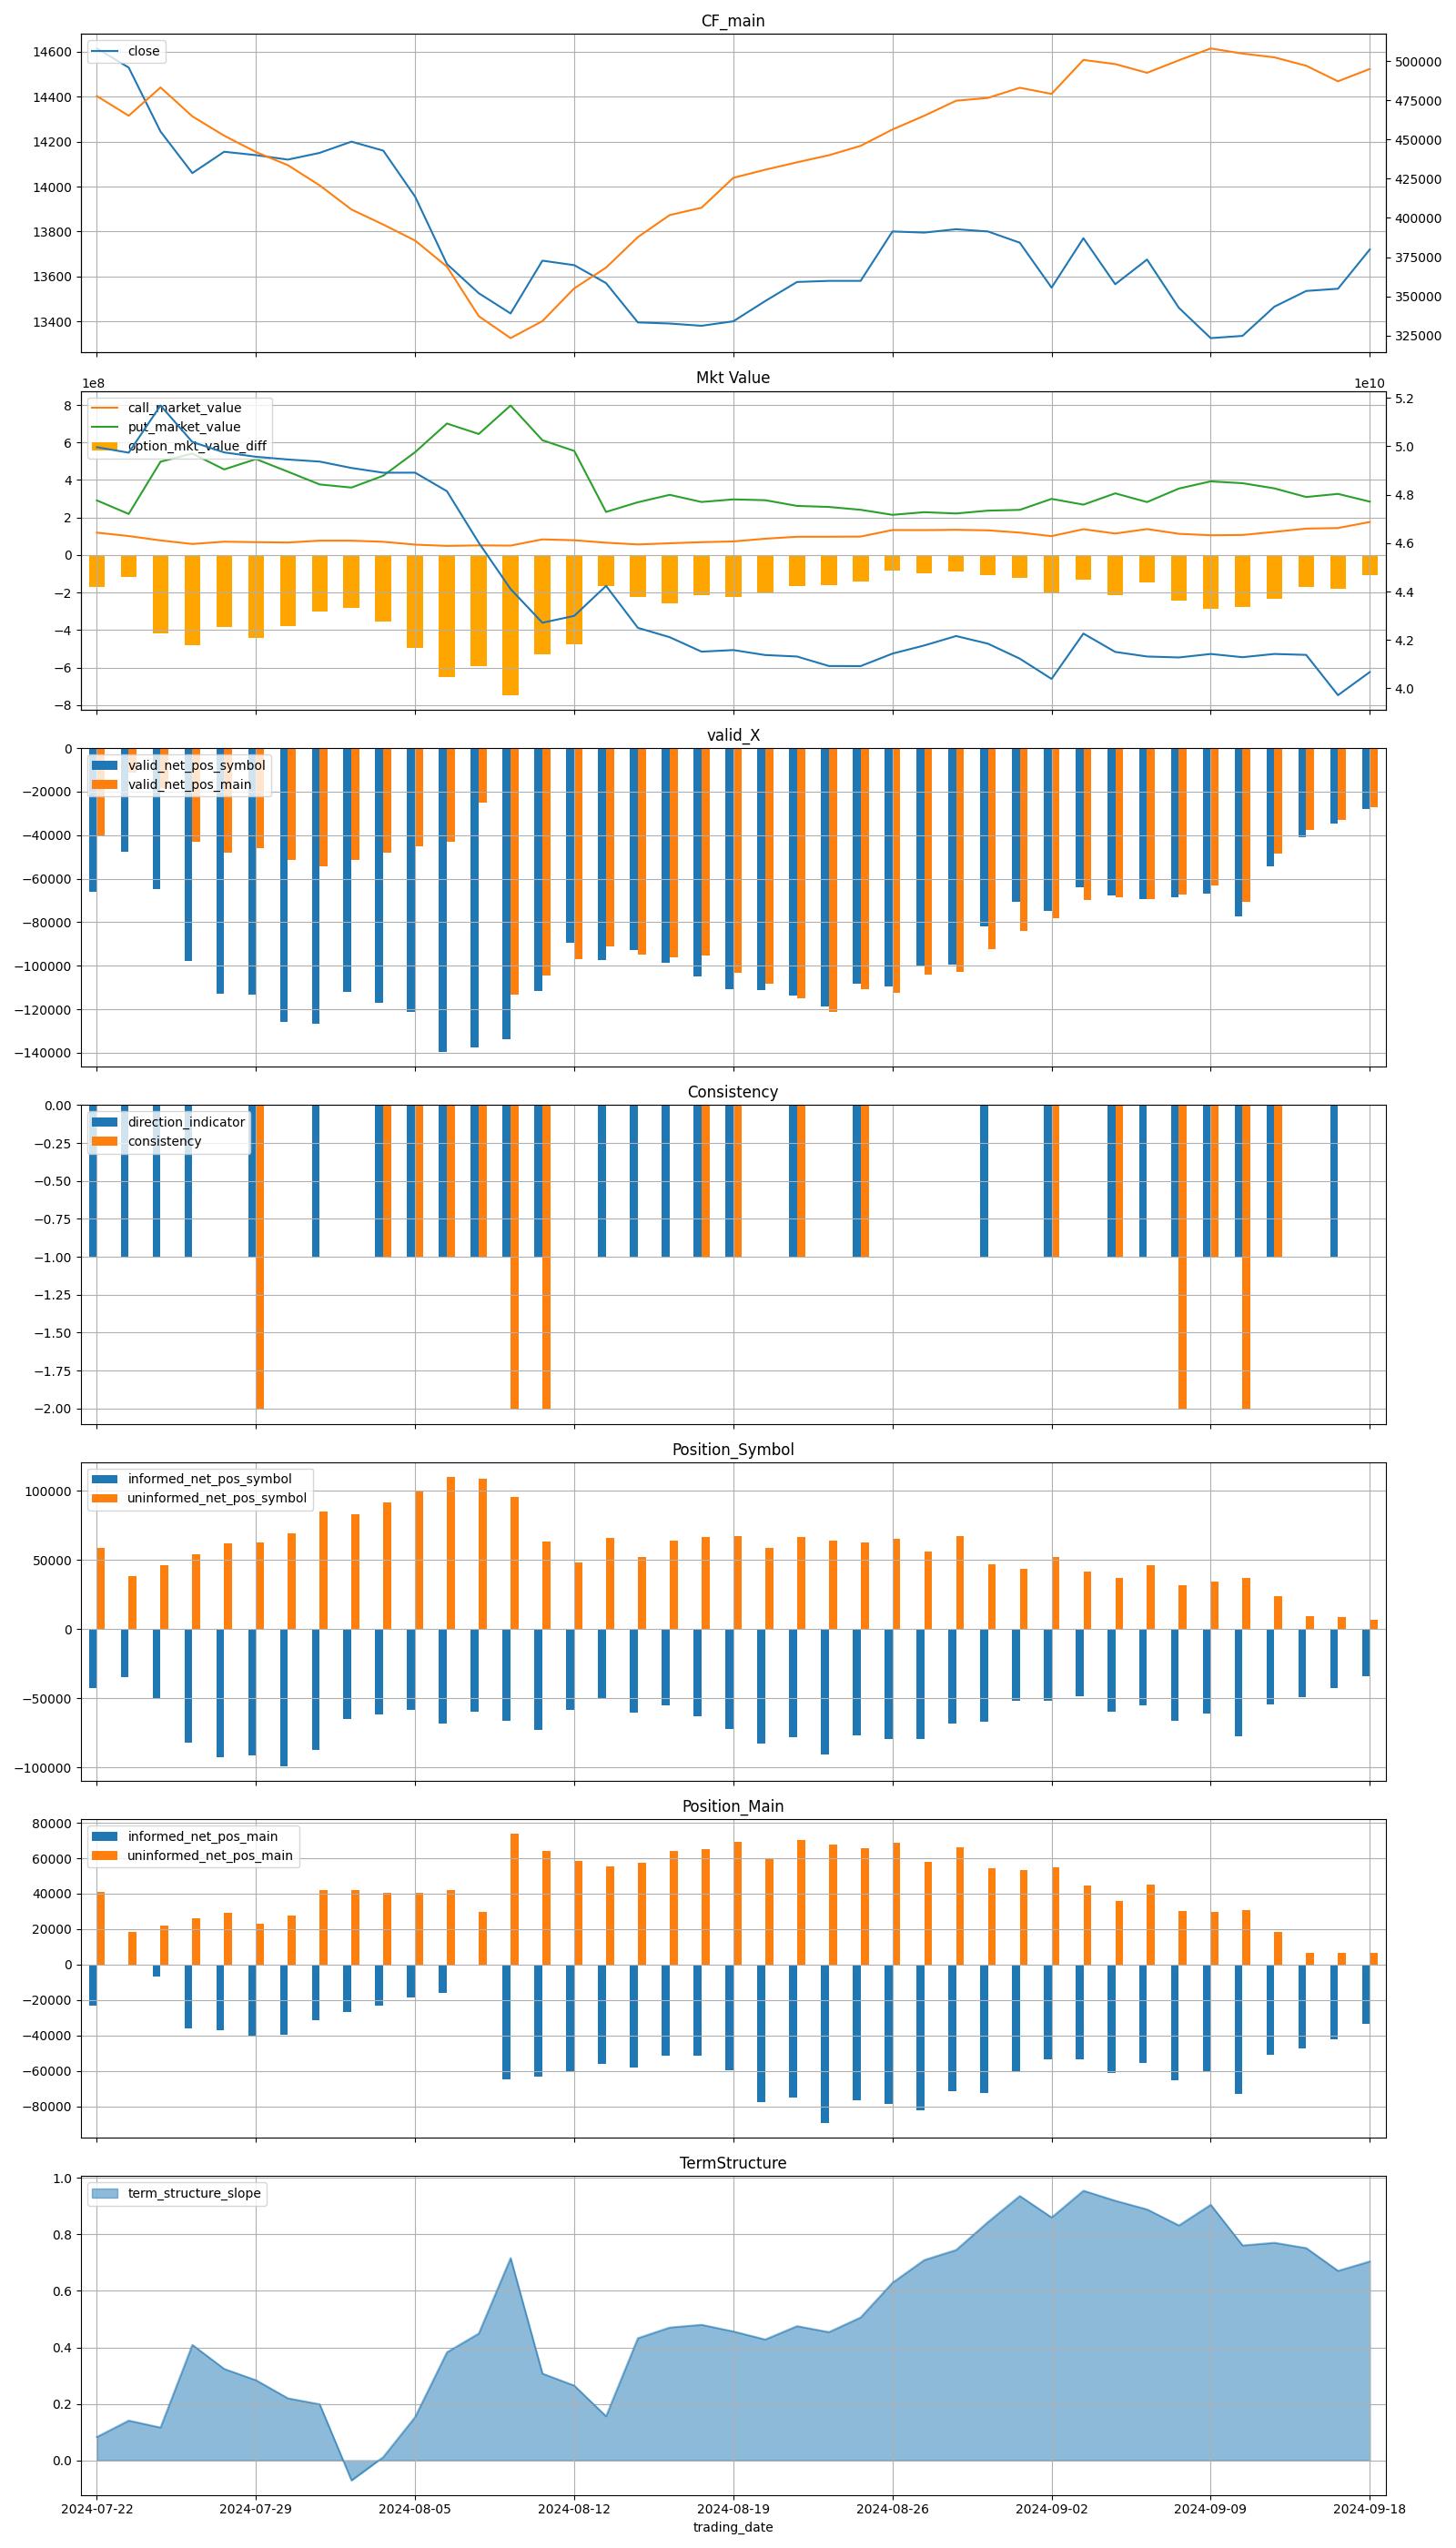 CF_main
close
14600
14400
14200
14000
13800
13600
13400
500000
475000
450000
425000
400000
375000
350000
325000
Mkt Value
1e8
1e10
call_market_value
put_market_value
option_mkt_value_diff
8
6
4
2
0
−2
−4
−6
−8
5.2
5.0
4.8
4.6
4.4
4.2
4.0
valid_X
valid_net_pos_symbol
valid_net_pos_main
0
−20000
−40000
−60000
−80000
−100000
−120000
−140000
Consistency
direction_indicator
consistency
0.00
−0.25
−0.50
−0.75
−1.00
−1.25
−1.50
−1.75
−2.00
Position_Symbol
informed_net_pos_symbol
uninformed_net_pos_symbol
100000
50000
0
−50000
−100000
Position_Main
informed_net_pos_main
uninformed_net_pos_main
80000
60000
40000
20000
0
−20000
−40000
−60000
−80000
TermStructure
term_structure_slope
1.0
0.8
0.6
0.4
0.2
0.0
2024-07-22 2024-07-29 2024-08-05 2024-08-12 2024-08-19 2024-08-26 2024-09-02 2024-09-09 2024-09-18
trading_date